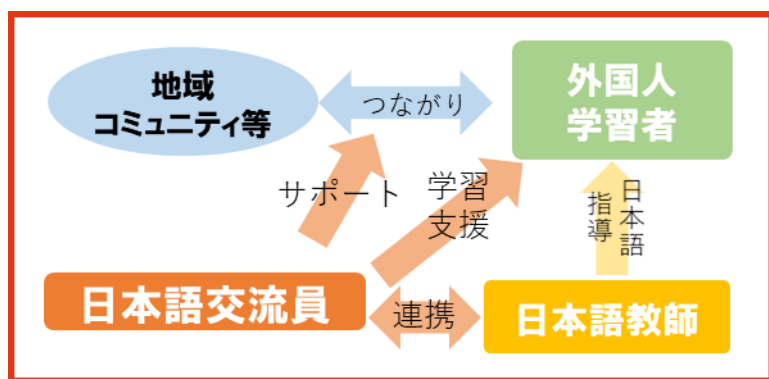 地域
コミュニティ等
つながり
外国人
学習者
サポート
学習
支援
日本語
指導
日本語交流員
連携
日本語教師